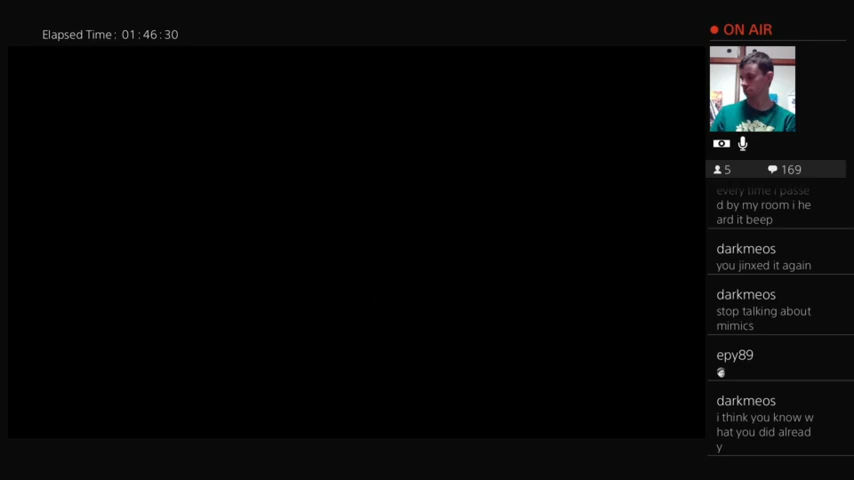 Elapsed Time: 01:46:30
ON AIR
5 169
every time i passe
d by my room i he
ard it beep
darkmeos
you jinxed it again
darkmeos
stop talking about
mimics
epy89
darkmeos
i think you know w
hat you did alread
y